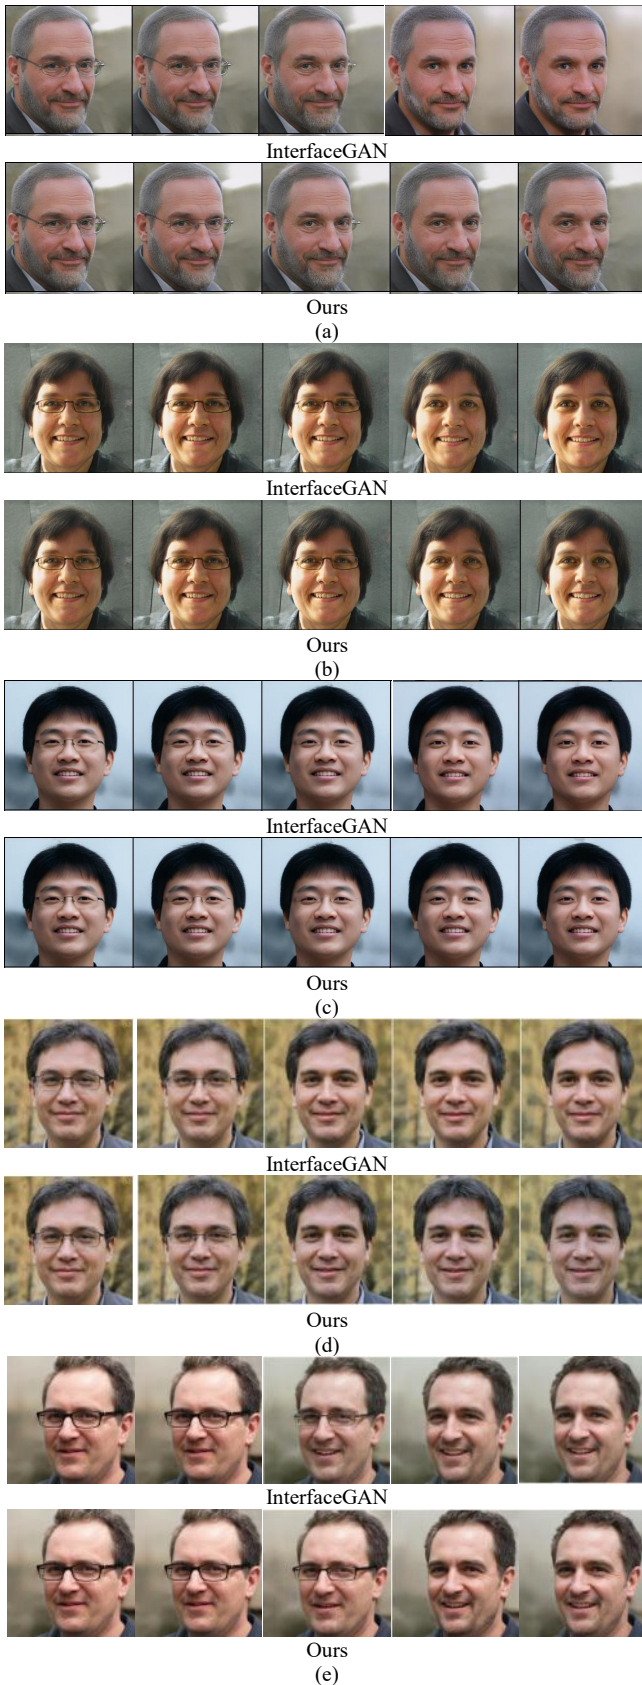 InterfaceGAN
Ours
(a)
InterfaceGAN
Ours
(b)
InterfaceGAN
Ours
(c)
InterfaceGAN
Ours
(d)
InterfaceGAN
Ours
(e)